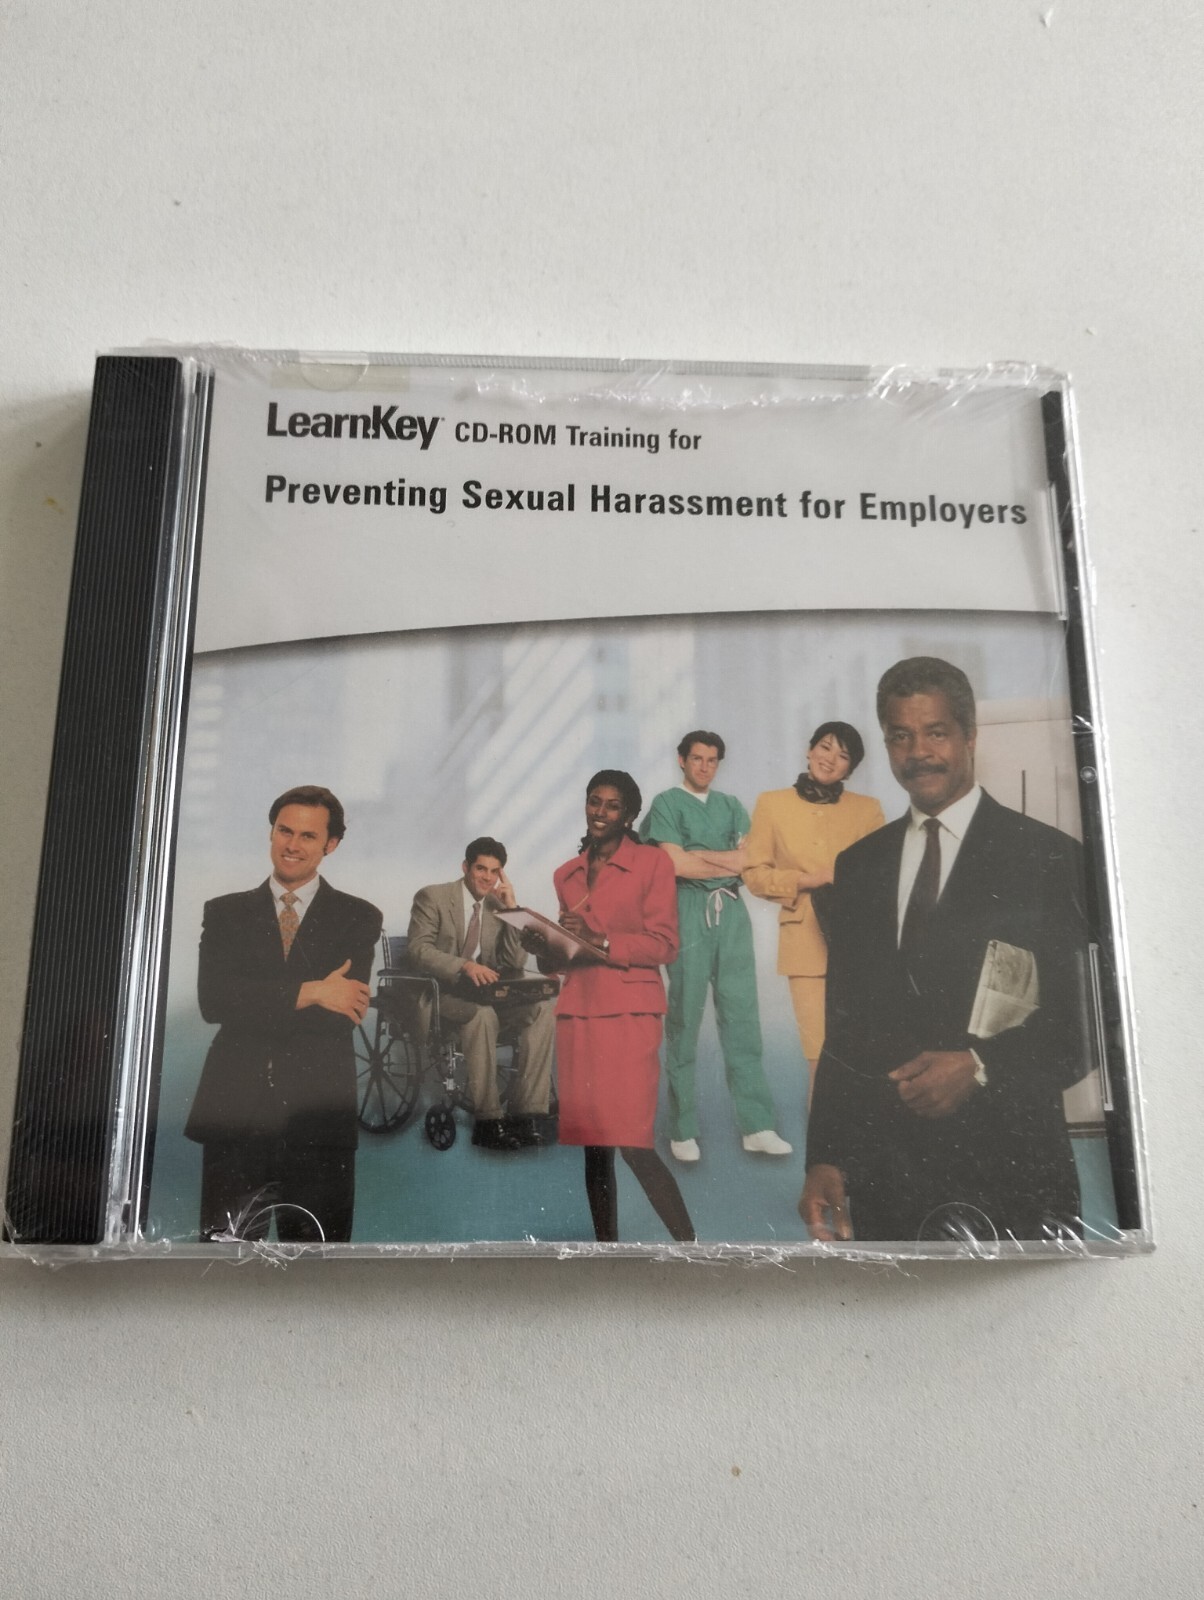 LearnKey CD-ROM Training for
Preventing Sexual Harassment for Employers